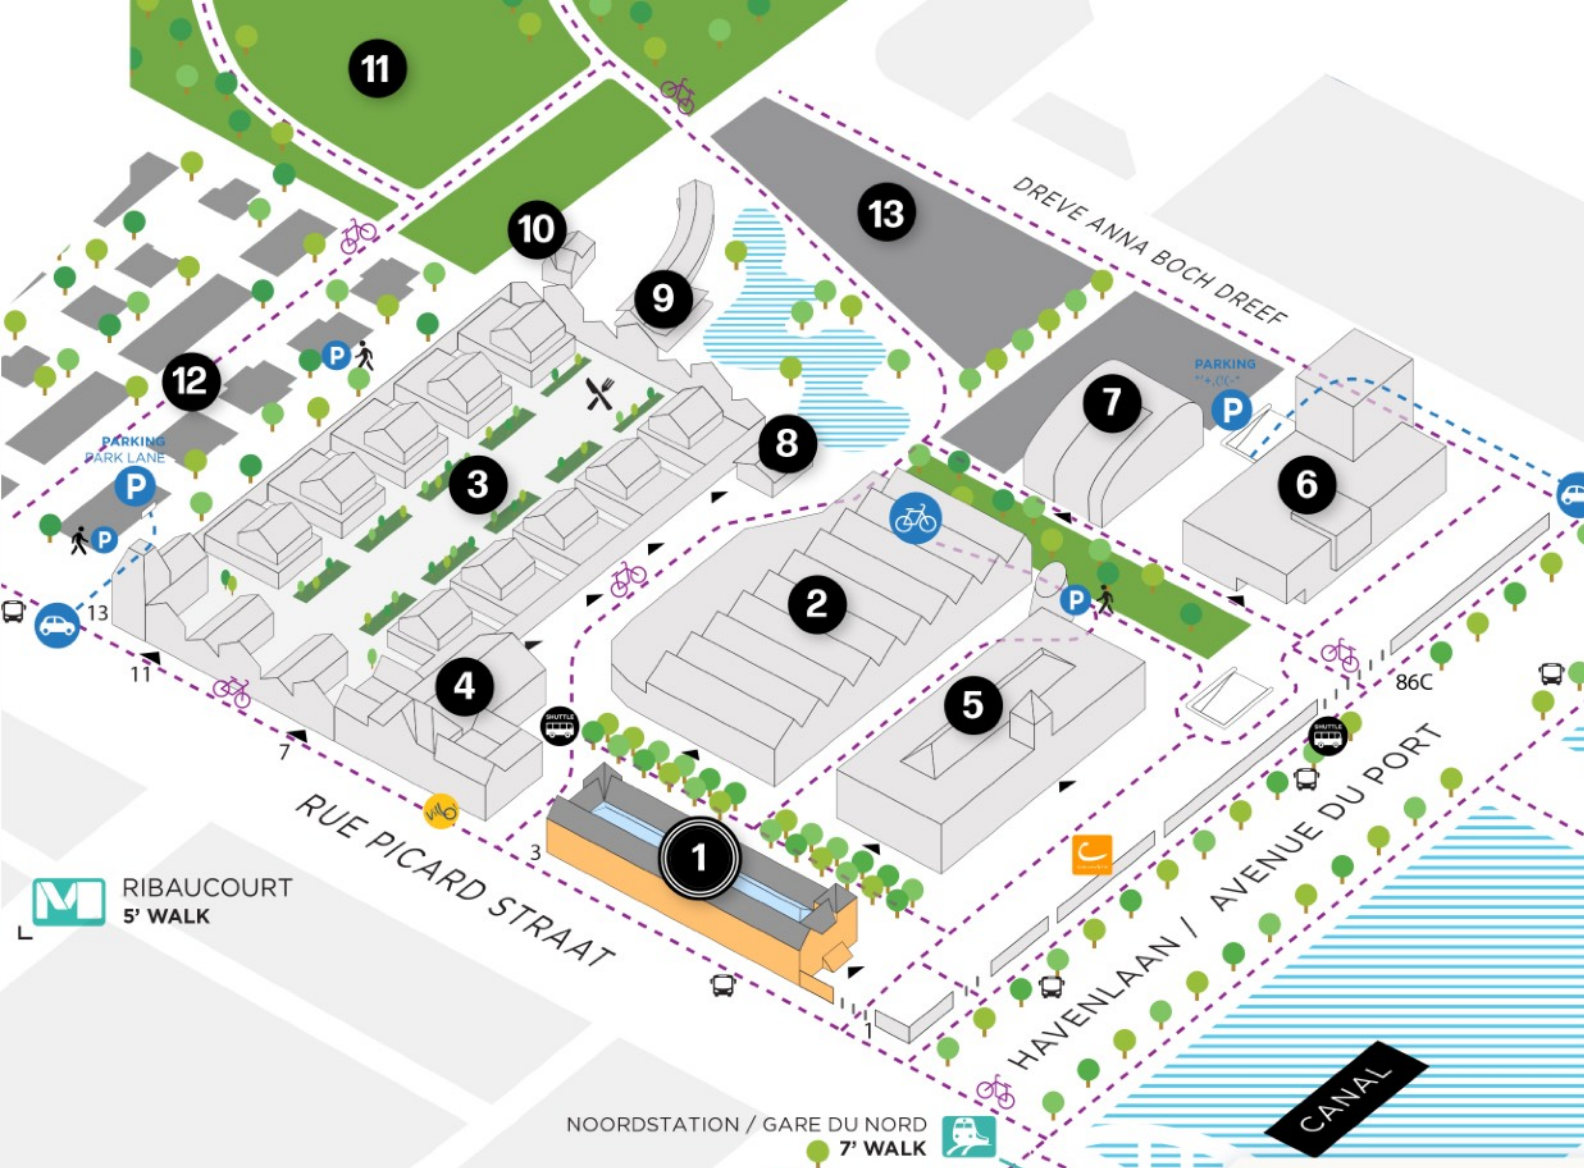 11
13
DREVE ANNA BOCH DREEF
10
9
12
P
PARKING
P
7
8
PARKING
PARK LANE
P
3
6
P
2
P
13
11
4
5
86C
SHUTTLE
SHUTTLE
7
RUE PICARD STRAAT
3
1
HAVENLAAN / AVENUE DU PORT
M
RIBAUCOURT
5' WALK
1
CANAL
NOORDSTATION / GARE DU NORD
7' WALK